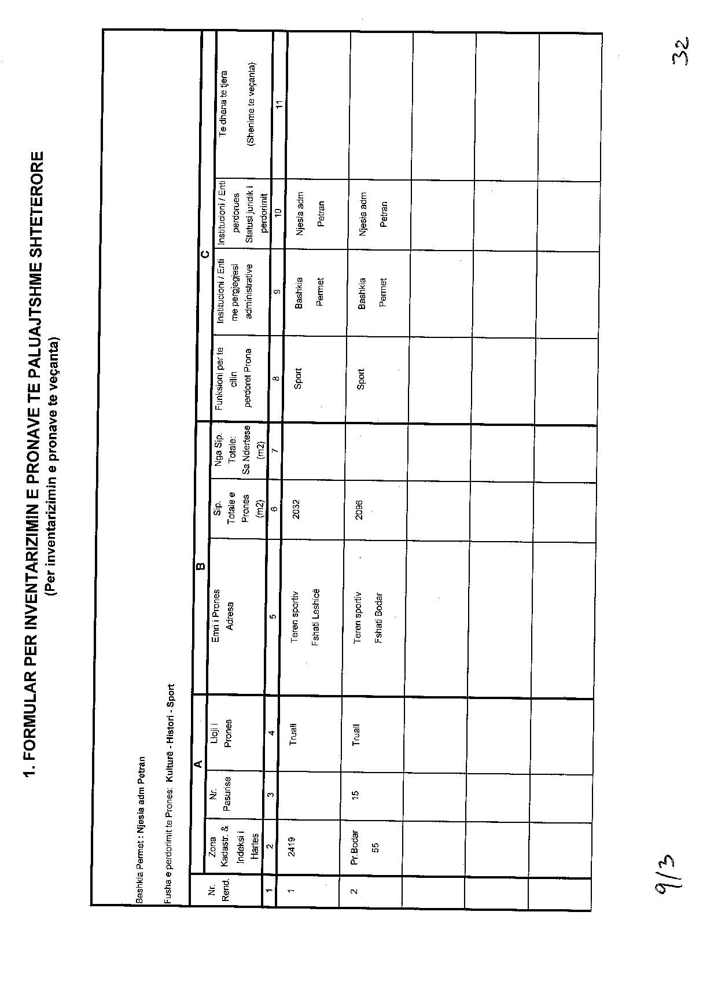 1. FORMULAR PER INVENTARIZIMIN E PRONAVE TE PALUAJTSHME SHTETERORE
(Per inventarizimin e pronave te veçanta)
Bashkia Permet : Njesia adm Petran
Fusha e perdorimit te Prones: Kulturë - Histori - Sport
A
B
C
Nr.
Rend.
Zona
Kadastr. &
Indeksi i
Hartes
Nr.
Pasurise
Lloji i
Prones
Emri i Prones
Adresa
Sip.
Totale e
Prones
(m2)
Nga Sip.
Totale:
Sa Ndertese
(m2)
Funksioni per te
cilin
perdoret Prona
Institucioni / Enti
me pergjegjesi
administrative
Institucioni / Enti
perdorues
Statusi juridik i
perdorimit
Te dhena te tjera
(Shenime te veçanta)
1 2 3 4 5 6 7 8 9 10 11
1
2419
Truall
Teren sportiv
Fshati Leshicë
2032
Sport
Bashkia
Permet
Njesia adm
Petran
2
Pr.Bodar
55
15
Truall
Teren sportiv
Fshati Bodar
2096
Sport
Bashkia
Permet
Njesia adm
Petran
9/3
32